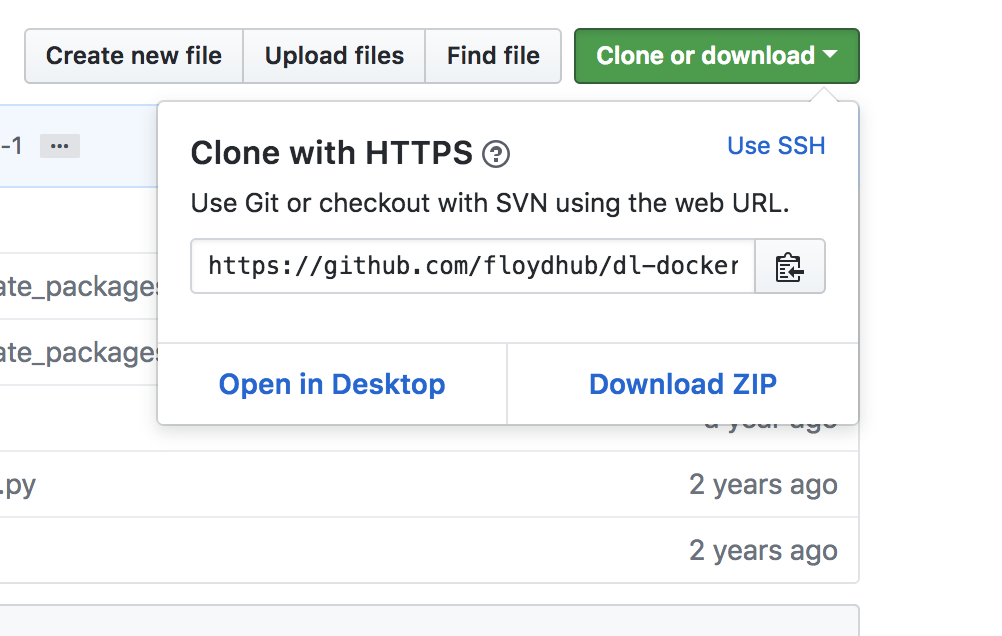 Create new file Upload files Find file Clone or download
-1 ...
Clone with HTTPS ? Use SSH
Use Git or checkout with SVN using the web URL.
https://github.com/floydhub/dl-docker
ate_packages
ate_packages
Open in Desktop Download ZIP
a year ago
.py 2 years ago
2 years ago